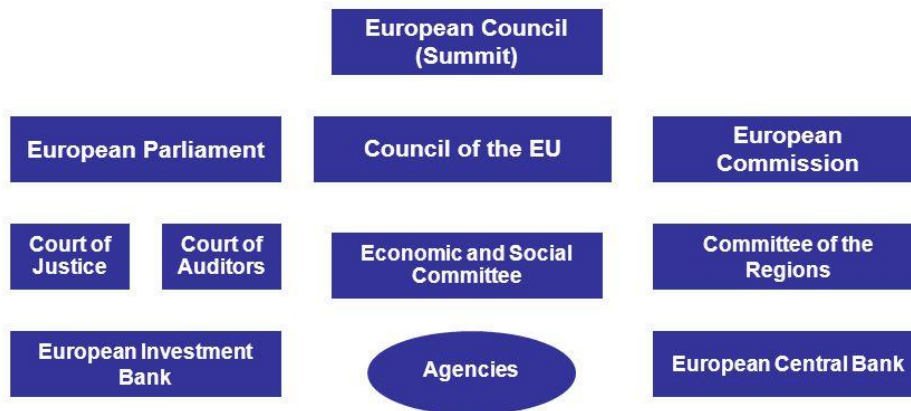 European Council
(Summit)
European Parliament
Council of the EU
European
Commission
Court of
Justice
Court of
Auditors
Economic and Social
Committee
Committee of the
Regions
European Investment
Bank
Agencies
European Central Bank